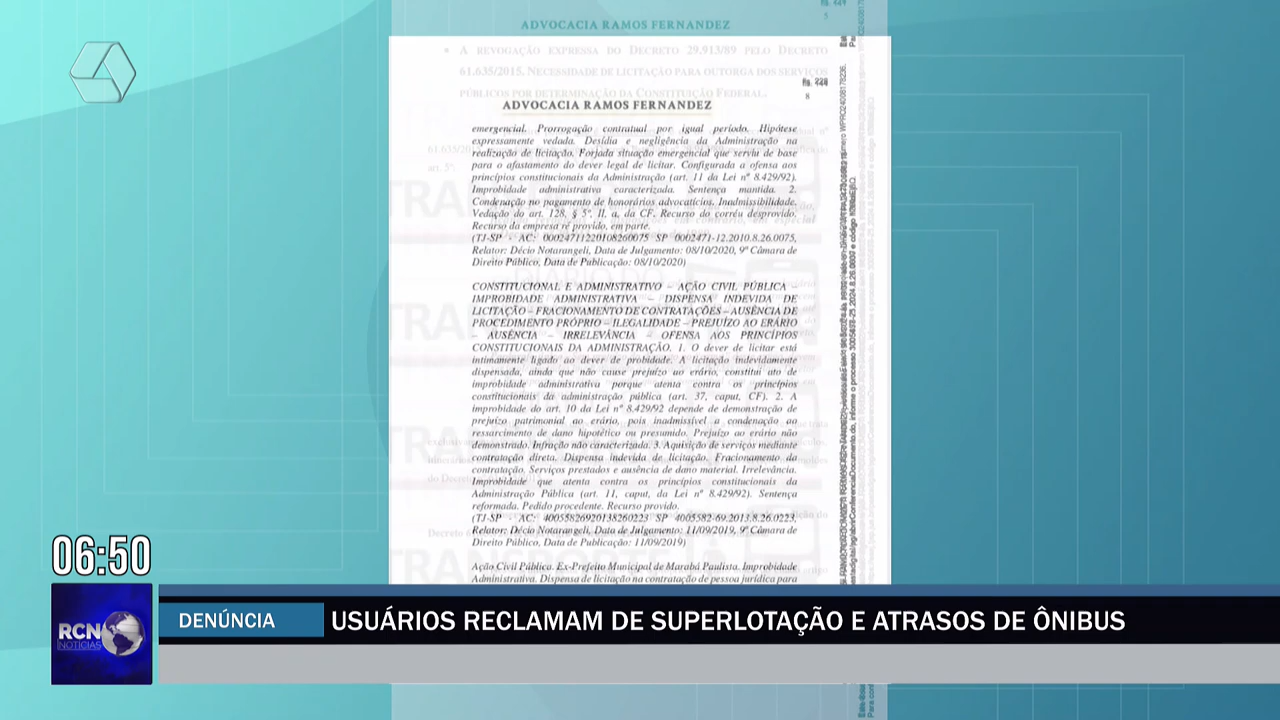 ADVOCACIA RAMOS FERNANDEZ
A REVOGAÇÃO EXPRESSA DO DECRETO 29.913/89 PELO DECRETO
61.635/2015. NECESSIDADE DE LICITAÇÃO PARA OUTORGA DOS SERVIÇOS
PÚBLICOS POR DETERMINAÇÃO DA CONSTITUIÇÃO FEDERAL.
ADVOCACIA RAMOS FERNANDEZ
emergencial. Prorrogação contratual por igual período. Hipótese
expressamente vedada. Desídia e negligência da Administração na
realização de licitação. Forjada situação emergencial que serviu de base
para o afastamento do dever legal de licitar. Configurada a ofensa aos
princípios constitucionais da Administração (art. 11 da Lei nº 8.429/92).
Improbidade administrativa caracterizada. Sentença mantida. 2.
Condenação no pagamento de honorários advocatícios. Inadmissibilidade.
Vedação do art. 128, § 5º, II, a, da CF. Recurso do corréu desprovido.
Recurso da empresa ré provido, em parte.
(TJ-SP - AC: 00024711220108260075 SP 0002471-12.2010.8.26.0075,
Relator: Décio Notarangeli, Data de Julgamento: 08/10/2020, 9ª Câmara de
Direito Público, Data de Publicação: 08/10/2020)
CONSTITUCIONAL E ADMINISTRATIVO – AÇÃO CIVIL PÚBLICA –
IMPROBIDADE ADMINISTRATIVA – DISPENSA INDEVIDA DE
LICITAÇÃO – FRACIONAMENTO DE CONTRATAÇÕES – AUSÊNCIA DE
PROCEDIMENTO PRÓPRIO – ILEGALIDADE – PREJUÍZO AO ERÁRIO
– AUSÊNCIA – IRRELEVÂNCIA – OFENSA AOS PRINCÍPIOS
CONSTITUCIONAIS DA ADMINISTRAÇÃO. 1. O dever de licitar está
intimamente ligado ao dever de probidade. A licitação indevidamente
dispensada, ainda que não cause prejuízo ao erário, constitui ato de
improbidade administrativa porque atenta contra os princípios
constitucionais da administração pública (art. 37, caput, CF). 2. A
improbidade do art. 10 da Lei nº 8.429/92 depende de demonstração de
prejuízo patrimonial ao erário, pois inadmissível a condenação ao
ressarcimento de dano hipotético ou presumido. Prejuízo ao erário não
demonstrado. Infração não caracterizada. 3. Aquisição de serviços mediante
contratação direta. Dispensa indevida de licitação. Fracionamento da
contratação. Serviços prestados e ausência de dano material. Irrelevância.
Improbidade que atenta contra os princípios constitucionais da
Administração Pública (art. 11, caput, da Lei nº 8.429/92). Sentença
reformada. Pedido procedente. Recurso provido.
(TJ-SP - AC: 40055826920138260223 SP 4005582-69.2013.8.26.0223,
Relator: Décio Notarangeli, Data de Julgamento: 11/09/2019, 9ª Câmara de
Direito Público, Data de Publicação: 11/09/2019)
Ação Civil Pública. Ex-Prefeito Municipal de Marabá Paulista. Improbidade
Administrativa. Dispensa de licitação na contratação de pessoa jurídica para
06:50
RCN
NOTÍCIAS
DENÚNCIA
USUÁRIOS RECLAMAM DE SUPERLOTAÇÃO E ATRASOS DE ÔNIBUS